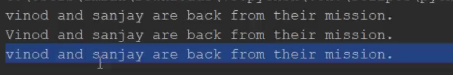 vinod and sanjay are back from their mission.
Vinod and sanjay are back from their mission.
vinod and sanjay are back from their mission.